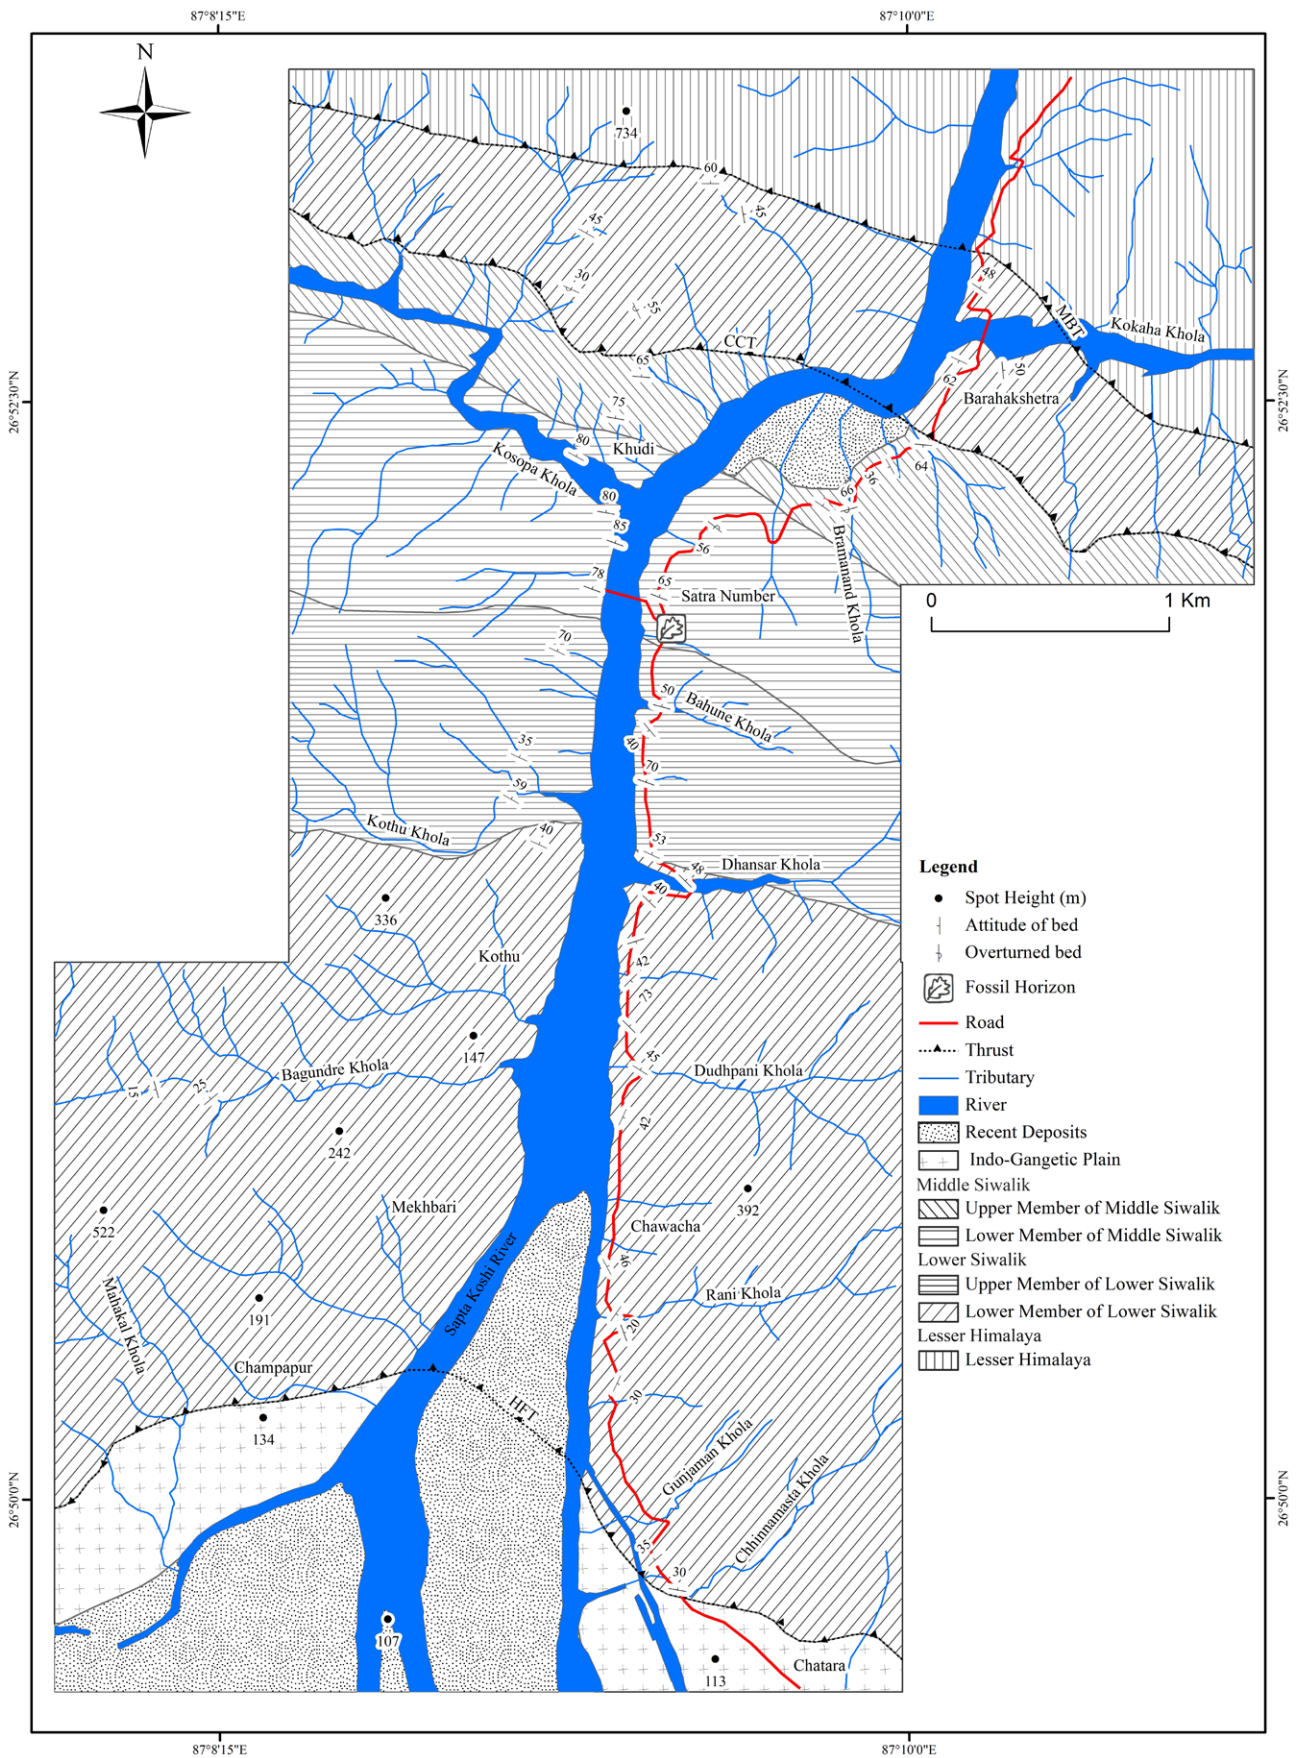 87°8'15"E
87°10'0"E
N
734
60
45
45
30
55
48
MBT
Kokaha Khola
CCT
65
50
62
Barahakshetra
26°52'30"N
26°52'30"N
75
80
Khudi
64
36
Kosopa Khola
66
80
85
56
Bramanand Khola
78
65
Satra Number
0
1 Km
70
50
Bahune Khola
35
40
70
59
Kothu Khola
40
53
48
Dhansar Khola
40
Legend
Spot Height (m)
336
Attitude of bed
Kothu
42
Overturned bed
73
Fossil Horizon
147
Road
45
Thrust
Bagundre Khola
Dudhpani Khola
15
25
Tributary
River
42
242
Recent Deposits
Indo-Gangetic Plain
Middle Siwalik
522
Mekhbari
392
Upper Member of Middle Siwalik
Chawacha
Lower Member of Middle Siwalik
46
Lower Siwalik
Sapta Koshi River
Upper Member of Lower Siwalik
Rani Khola
Mahakal Khola
191
Lower Member of Lower Siwalik
20
Lesser Himalaya
Champapur
Lesser Himalaya
30
HFT
134
Gunjaman Khola
Chhinnamasta Khola
26°50'0"N
26°50'0"N
35
30
107
Chatara
113
87°8'15"E
87°10'0"E